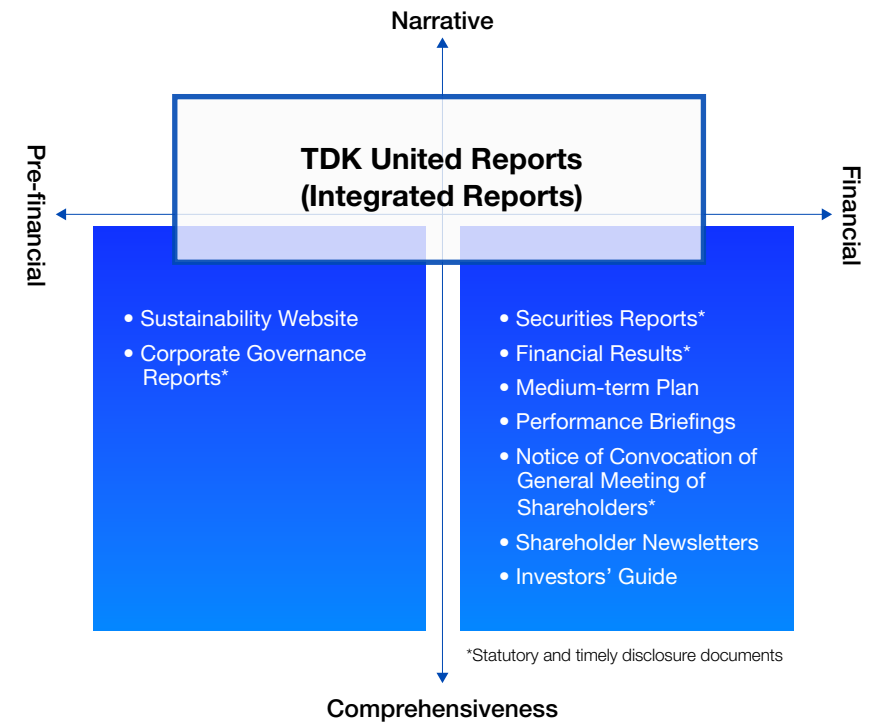 Narrative
TDK United Reports
(Integrated Reports)
Pre-financial
Financial
• Sustainability Website
• Corporate Governance
Reports*
• Securities Reports*
• Financial Results*
• Medium-term Plan
• Performance Briefings
• Notice of Convocation of
General Meeting of
Shareholders*
• Shareholder Newsletters
• Investors’ Guide
*Statutory and timely disclosure documents
Comprehensiveness